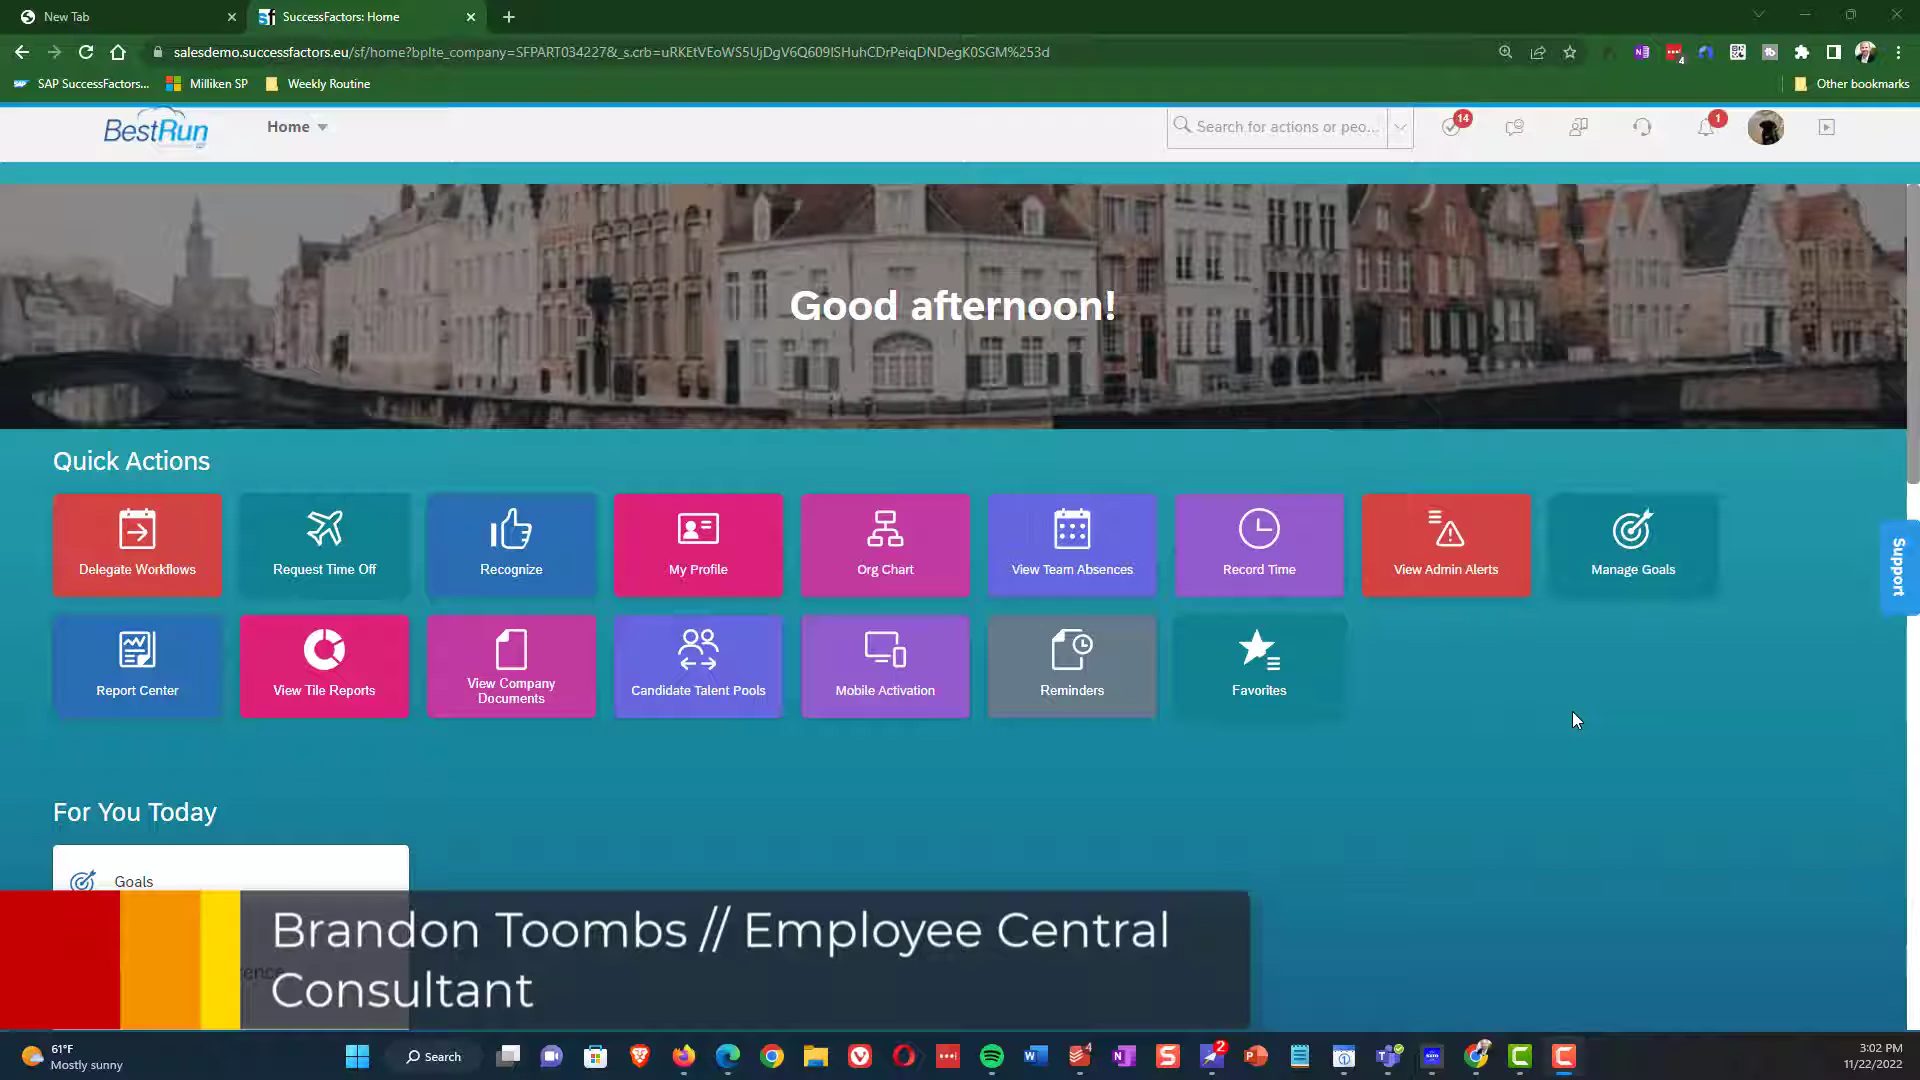 New Tab
SuccessFactors: Home
salesdemo.successfactors.eu/sf/home?bplte_company=SFPART034227&_s.crb=uRKEtVEoWS5UjDgV6Q609ISHuhCDrPeiqDNDegK0SGM%253d
4
SAP SuccessFactors...
Milliken SP
Weekly Routine
Other bookmarks
BestRun
Home
Search for actions or peo...
14
1
Good afternoon!
Quick Actions
Delegate Workflows
Request Time Off
Recognize
My Profile
Org Chart
View Team Absences
Record Time
View Admin Alerts
Manage Goals
Support
Report Center
View Tile Reports
View Company
Documents
Candidate Talent Pools
Mobile Activation
Reminders
Favorites
For You Today
Goals
Brandon Toombs // Employee Central
Consultant
61°F
Mostly sunny
Search
4
2
3:02 PM
11/22/2022